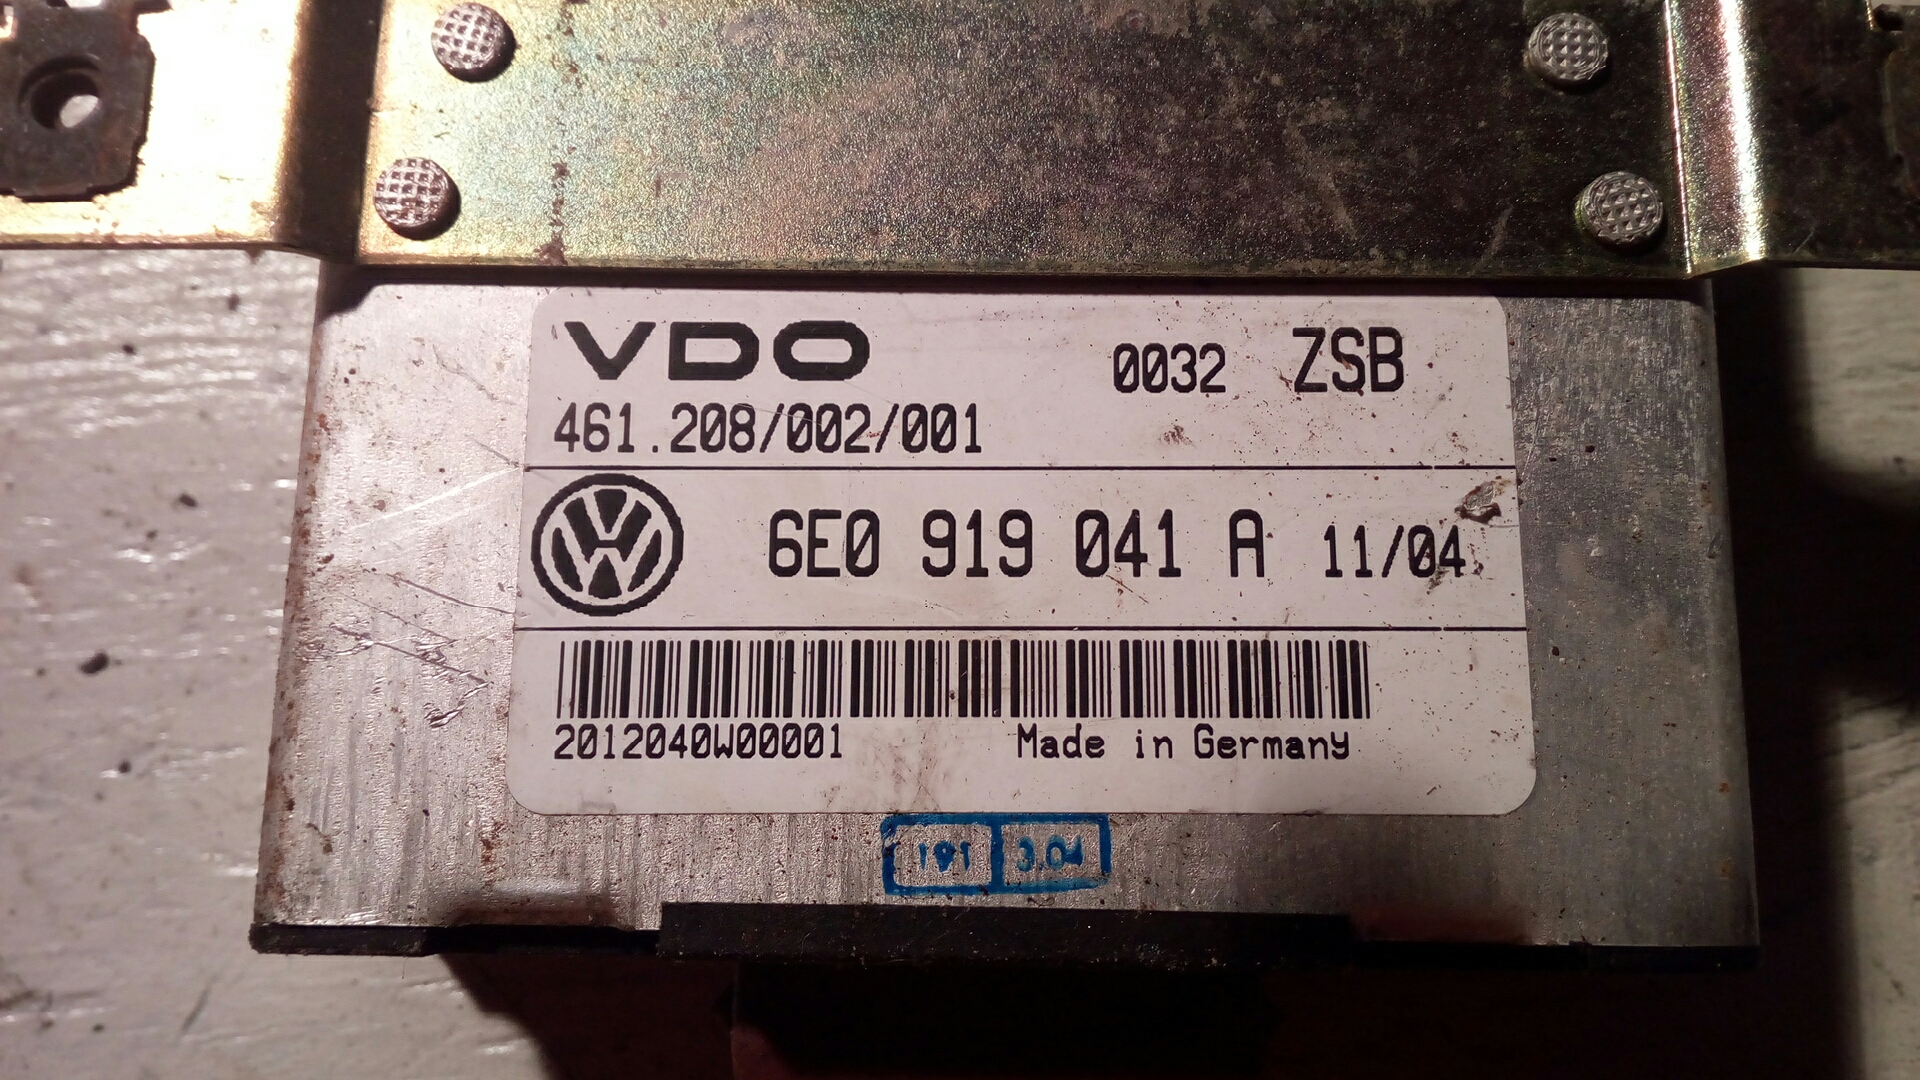 VDO 0032 ZSB
461.208/002/001
6E0 919 041 A 11/04
2012040W00001 Made in Germany
191 3.04